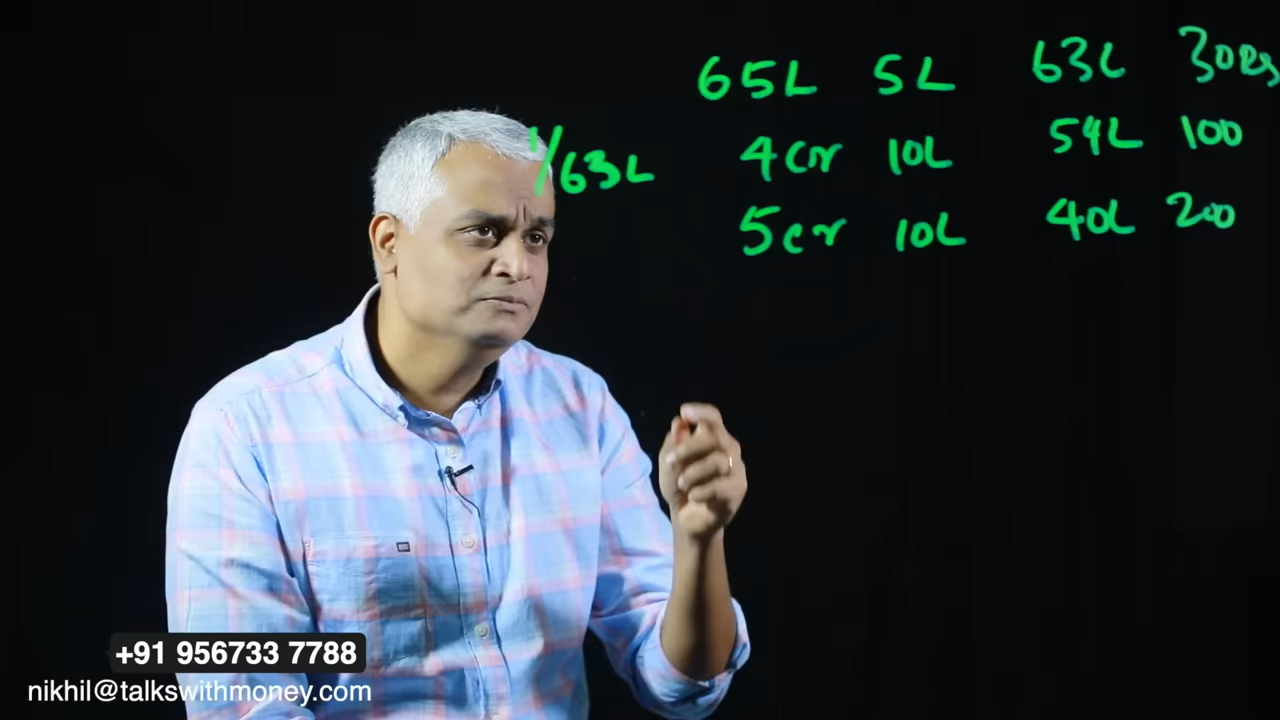 65L 5L 63L 30Rs
1/63L 4Cr 10L 54L 100
5cr 10L 40L 200
+91 956733 7788
nikhil@talkswithmoney.com